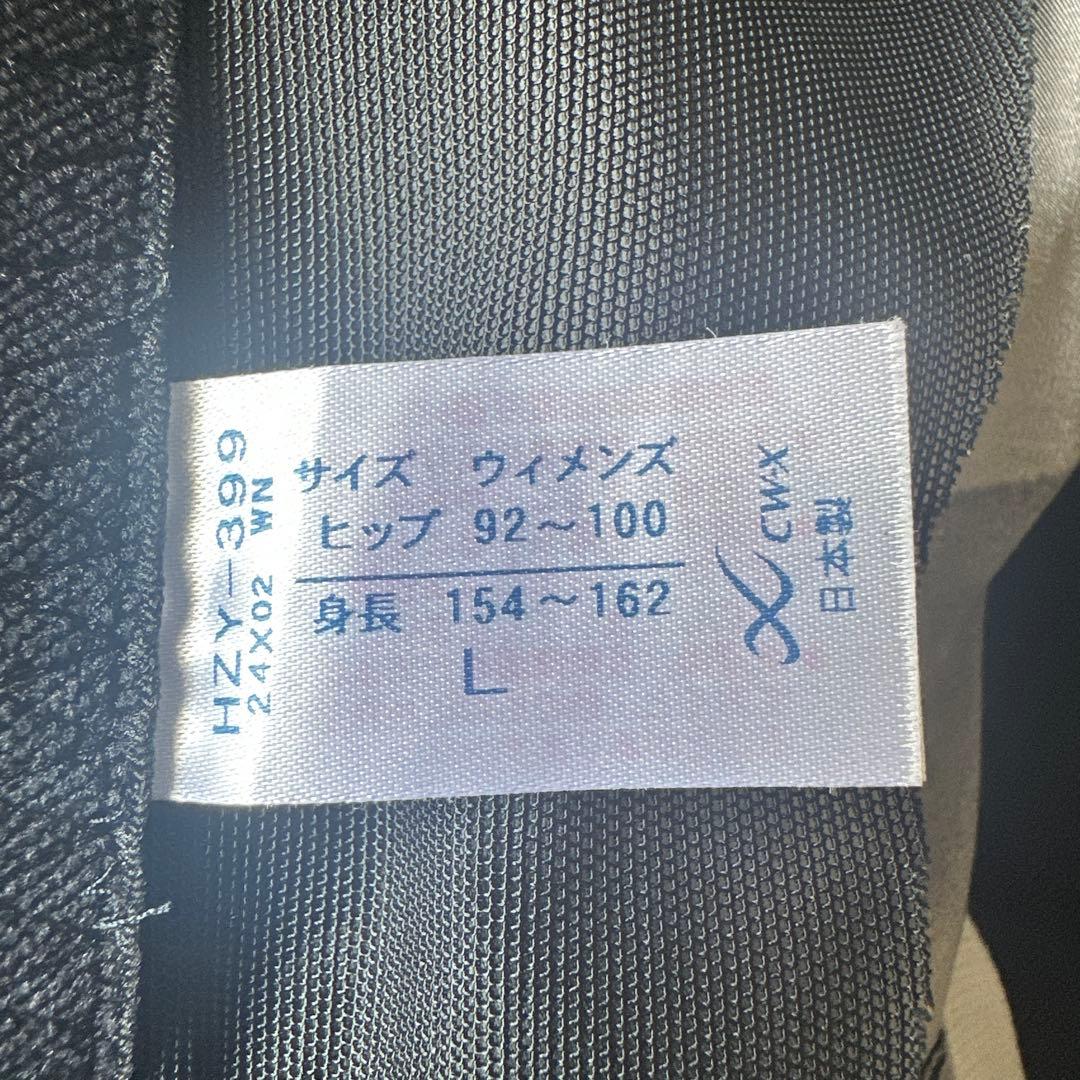 サイズ ウィメンズ
ヒップ 92～100
身長 154～162
L
HZY-399
24X02 WN
CW-X
日本製